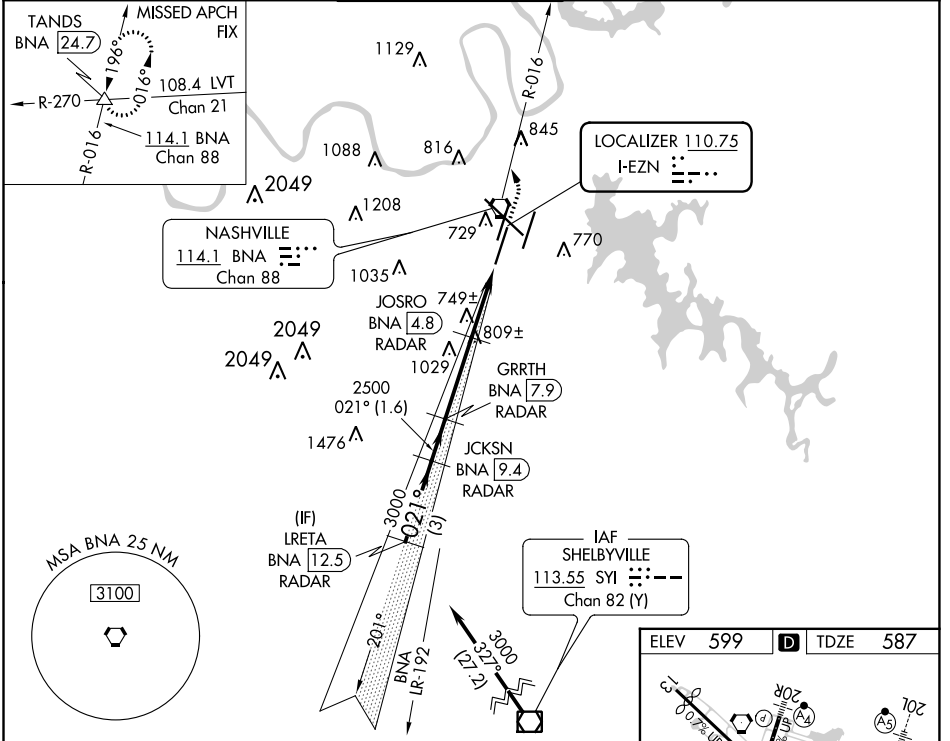 TANDS
BNA 24.7
MISSED APCH
FIX
196°
016°
R-270
108.4 LVT
Chan 21
R-016
114.1 BNA
Chan 88
1129
R-016
845
1088
816
LOCALIZER 110.75
I-EZN
2049
1208
729
770
NASHVILLE
114.1 BNA
Chan 88
1035
JOSRO
BNA 4.8
RADAR
749±
809±
2049
2049
1029
GRRTH
BNA 7.9
RADAR
2500
021° (1.6)
1476
JCKSN
BNA 9.4
RADAR
3000
021°
(3)
(IF)
LRETA
BNA 12.5
RADAR
MSA BNA 25 NM
3100
IAF
SHELBYVILLE
113.55 SYI
Chan 82 (Y)
201°
BNA
LR-192
3000
327°
(27.2)
ELEV 599 D TDZE 587
13
0.7% UP
P
20R
UP
A4
A5
20L